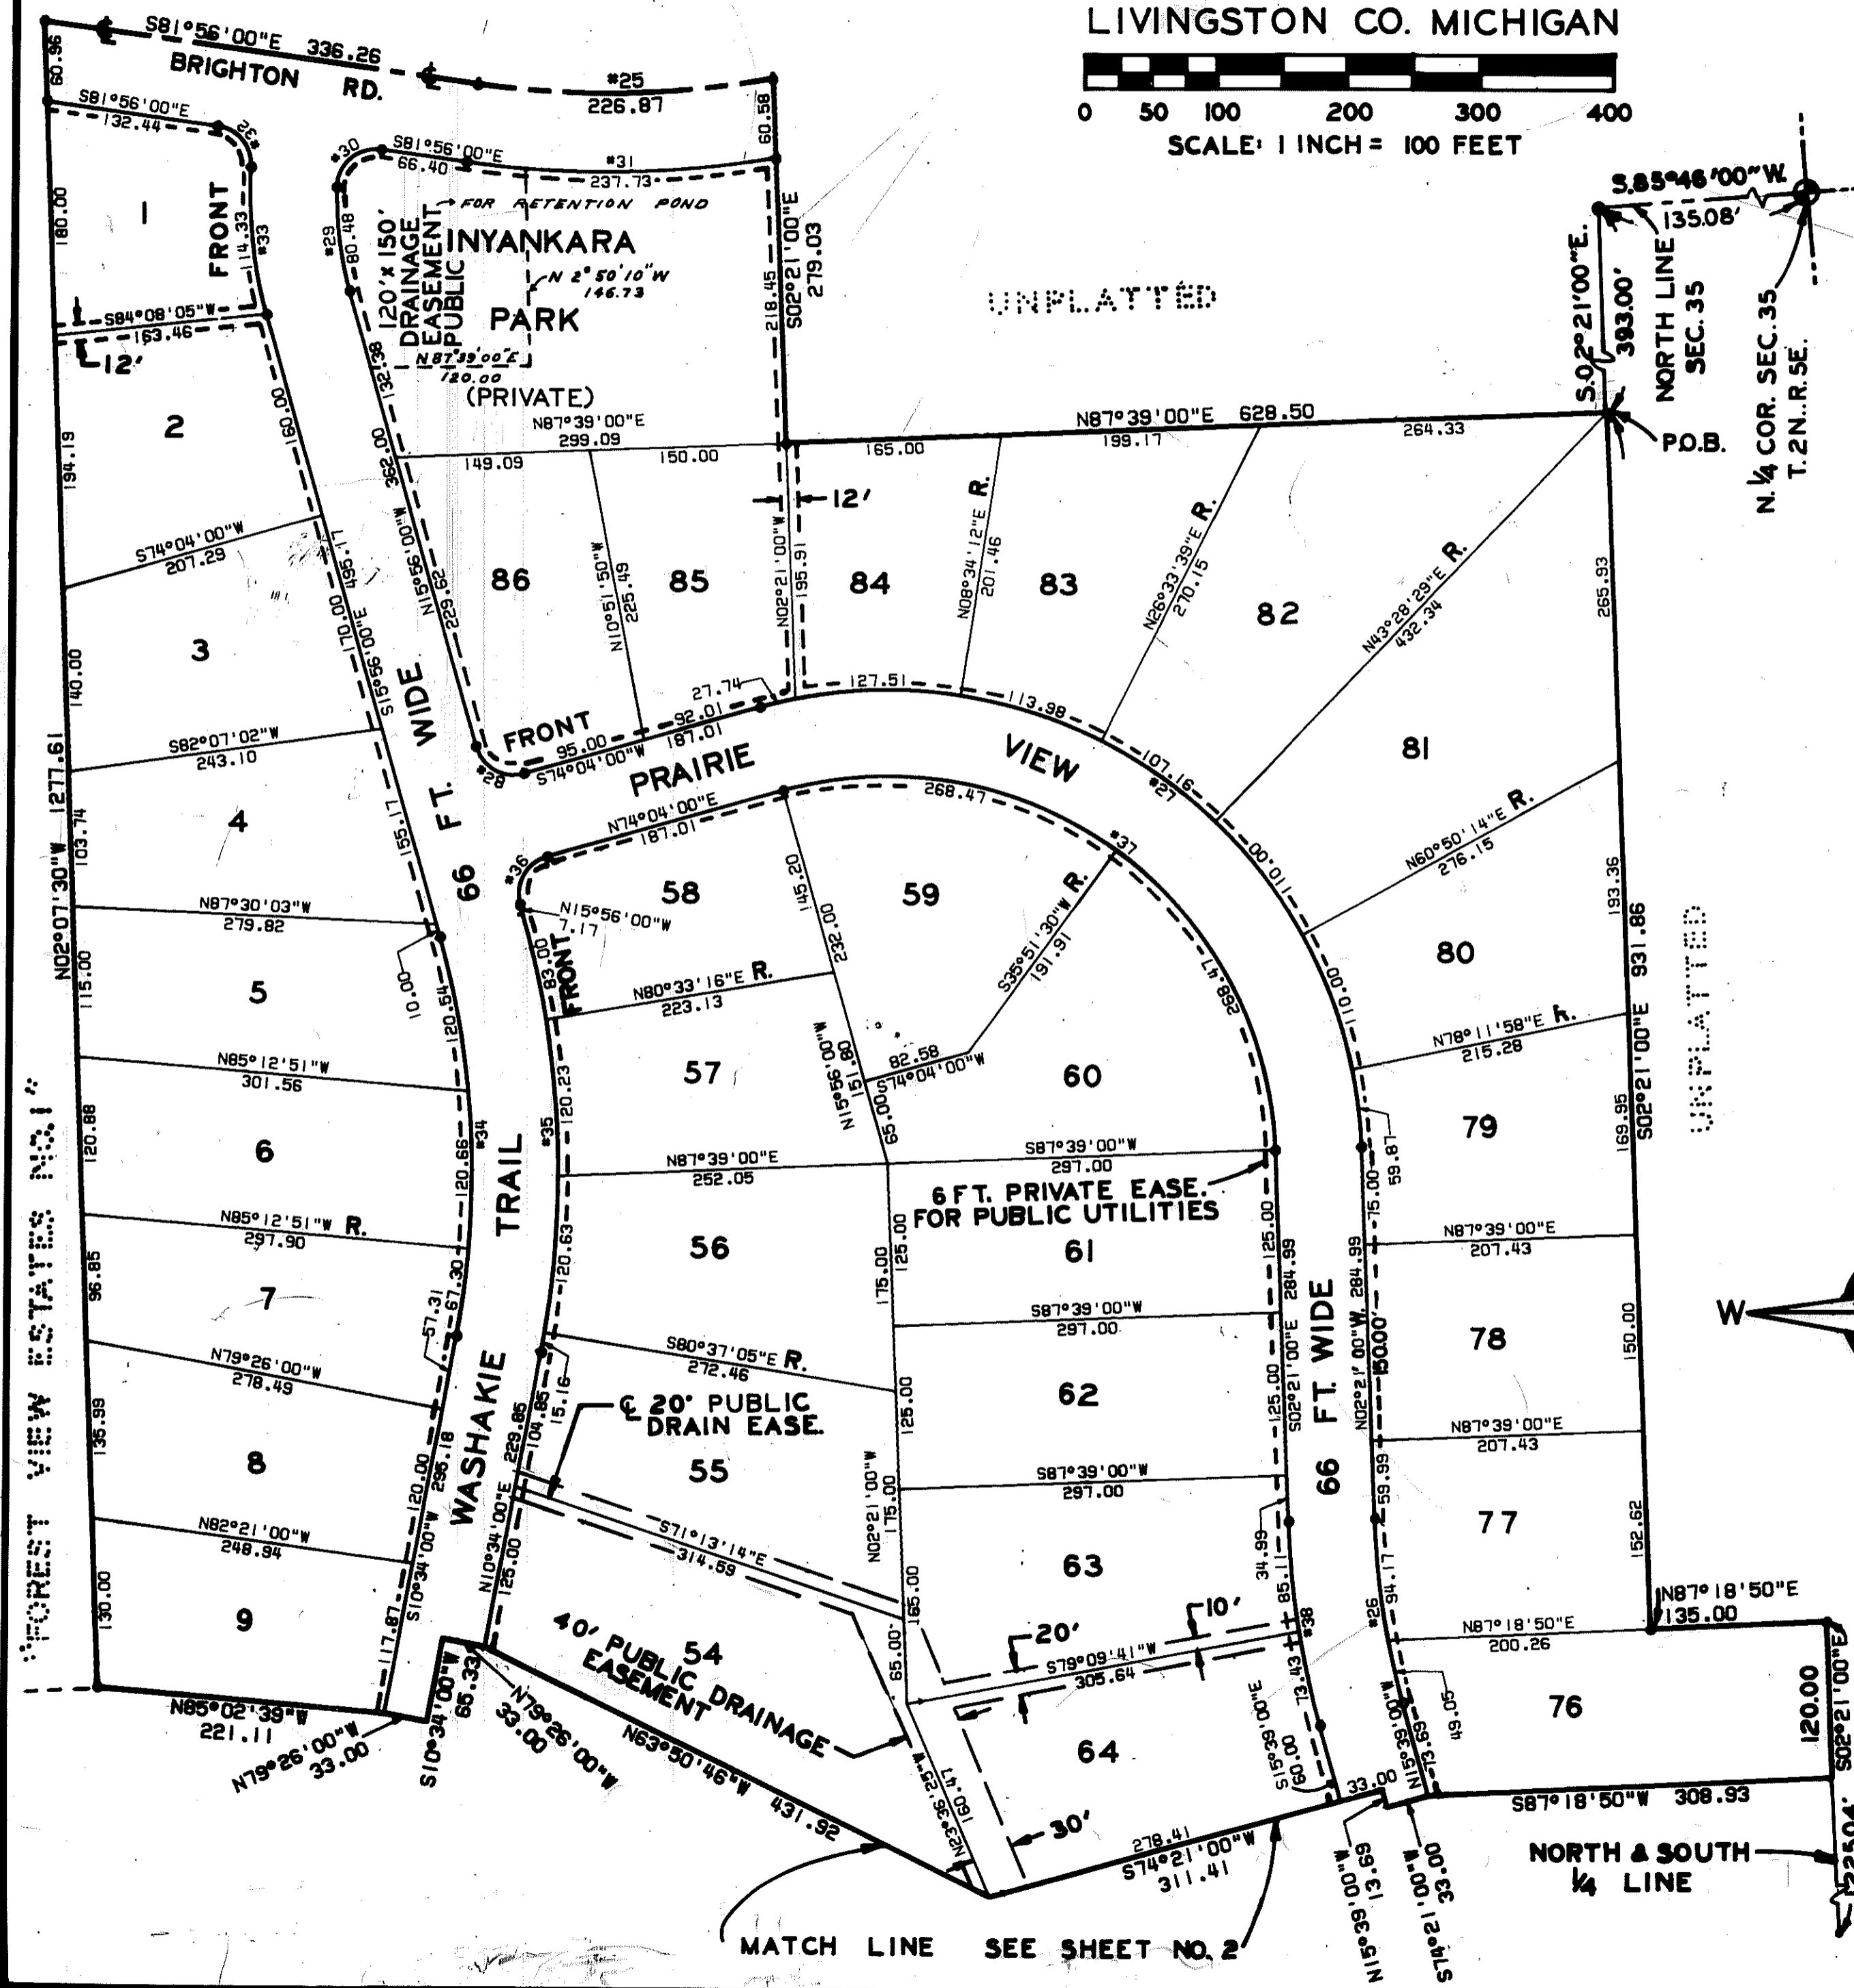 LIVINGSTON CO. MICHIGAN
0 50 100 200 300 400
SCALE: 1 INCH = 100 FEET
S81°56'00"E 336.26
BRIGHTON RD.
#25
226.87
60.96
S81°56'00"E
132.44
#32
#30
S81°56'00"E
66.40
#31
237.73
60.58
180.00
1
FRONT
114.33
#33
#29
80.48
120' x 150'
DRAINAGE
EASEMENT
PUBLIC
FOR RETENTION POND
INYANKARA
PARK
(PRIVATE)
N 2°50'10"W
146.73
N87°39'00"E
120.00
218.45
S02°21'00"E
279.03
UNPLATTED
S.85°46'00"W.
135.08'
S.02°21'00"E.
393.00'
NORTH LINE
SEC. 35
N. 1/4 COR. SEC. 35
T. 2N., R. 5E.
P.O.B.
S84°08'05"W
163.46
12'
2
194.19
160.00
132.38
362.00
N87°39'00"E
299.09
149.09
150.00
N87°39'00"E 628.50
165.00
199.17
264.33
S74°04'00"W
207.29
3
140.00
170.00
495.17
S15°56'00"E
N15°56'00"W
229.62
86
N10°51'50"W
225.49
85
N02°21'00"W
195.91
12'
84
N08°34'12"E R.
201.46
83
N26°33'39"E R.
270.15
82
N43°28'29"E R.
432.34
265.93
S82°07'02"W
243.10
N02°07'30"W 1277.61
103.74
4
155.17
66 FT. WIDE
#28
FRONT
95.00
S74°04'00"W
92.01
187.01
27.74
127.51
113.98
107.16
#27
110.00
110.00
PRAIRIE VIEW
81
N60°50'14"E R.
276.15
193.36
S02°21'00"E 931.86
UNPLATTED
N74°04'00"E
187.01
268.47
#37
268.47
#36
58
N15°56'00"W
7.17
83.00
FRONT
145.20
232.00
59
S35°51'30"W R.
191.91
80
N78°11'58"E R.
215.28
N87°30'03"W
279.82
10.00
115.00
5
120.54
N80°33'16"E R.
223.13
57
N15°56'00"W
151.80
82.58
S74°04'00"W
65.00
60
79
59.87
169.95
N85°12'51"W
301.56
"FOREST VIEW ESTATES NO. 1"
120.88
6
120.66
#34
#35
120.23
N87°39'00"E
252.05
S87°39'00"W
297.00
6 FT. PRIVATE EASE.
FOR PUBLIC UTILITIES
75.00
N87°39'00"E
207.43
N85°12'51"W R.
297.90
96.85
7
67.30
57.31
WASHAKIE TRAIL
56
120.63
125.00
175.00
61
125.00
284.99
S02°21'00"E
66 FT. WIDE
284.99
N02°21'00"W
150.00'
78
150.00
W
N79°26'00"W
278.49
S80°37'05"E R.
272.46
S87°39'00"W
297.00
N87°39'00"E
207.43
135.99
8
120.00
295.18
S10°34'00"W
15.16
104.85
229.85
N10°34'00"E
℄ 20' PUBLIC
DRAIN EASE.
55
125.00
62
125.00
S87°39'00"W
297.00
N02°21'00"W
175.00
59.99
77
152.62
N82°21'00"W
248.94
S71°13'14"E
314.59
34.99
63
85.11
94.17
N87°18'50"E
135.00
130.00
9
117.87
125.00
54
40' PUBLIC DRAINAGE
EASEMENT
165.00
65.00
20'
10'
S79°09'41"W
305.64
#38
#26
73.43
N87°18'50"E
200.26
76
120.00
S02°21'00"E
N85°02'39"W
221.11
N79°26'00"W
33.00
S10°34'00"W
65.33
N79°26'00"W
33.00
N63°50'46"W 431.92
N23°36'25"W
160.47
30'
64
S15°39'00"E
60.00
49.05
N15°39'00"W
73.69
33.00
278.41
S74°21'00"W
311.41
N15°39'00"W
13.69
S74°21'00"W
33.00
S87°18'50"W 308.93
NORTH & SOUTH
1/4 LINE
MATCH LINE SEE SHEET NO. 2